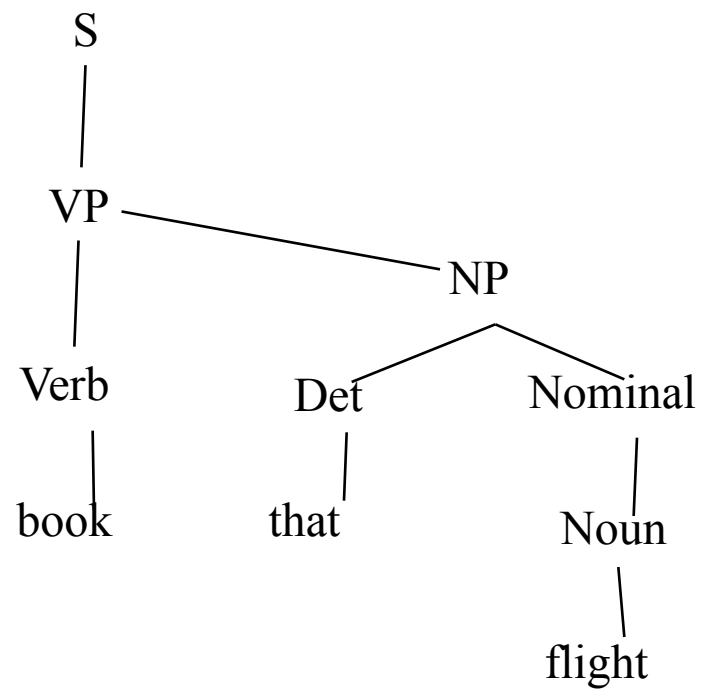 S
VP
NP
Verb Det Nominal
book that Noun
flight